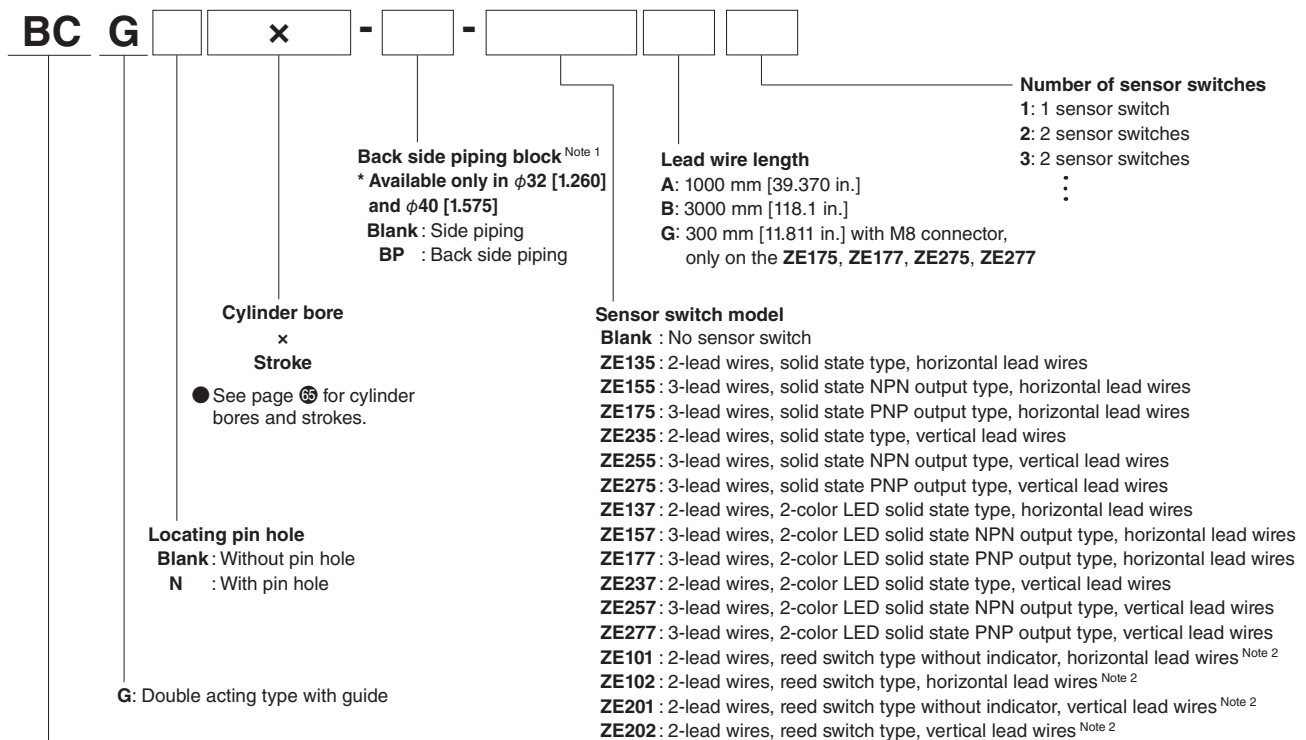 BC G × - -
Number of sensor switches
1: 1 sensor switch
2: 2 sensor switches
3: 2 sensor switches
⋮
Lead wire length
A: 1000 mm [39.370 in.]
B: 3000 mm [118.1 in.]
G: 300 mm [11.811 in.] with M8 connector,
only on the ZE175, ZE177, ZE275, ZE277
Back side piping block Note 1
* Available only in φ32 [1.260]
and φ40 [1.575]
Blank : Side piping
BP : Back side piping
Sensor switch model
Blank : No sensor switch
ZE135 : 2-lead wires, solid state type, horizontal lead wires
ZE155 : 3-lead wires, solid state NPN output type, horizontal lead wires
ZE175 : 3-lead wires, solid state PNP output type, horizontal lead wires
ZE235 : 2-lead wires, solid state type, vertical lead wires
ZE255 : 3-lead wires, solid state NPN output type, vertical lead wires
ZE275 : 3-lead wires, solid state PNP output type, vertical lead wires
ZE137 : 2-lead wires, 2-color LED solid state type, horizontal lead wires
ZE157 : 3-lead wires, 2-color LED solid state NPN output type, horizontal lead wires
ZE177 : 3-lead wires, 2-color LED solid state PNP output type, horizontal lead wires
ZE237 : 2-lead wires, 2-color LED solid state type, vertical lead wires
ZE257 : 3-lead wires, 2-color LED solid state NPN output type, vertical lead wires
ZE277 : 3-lead wires, 2-color LED solid state PNP output type, vertical lead wires
ZE101 : 2-lead wires, reed switch type without indicator, horizontal lead wires Note 2
ZE102 : 2-lead wires, reed switch type, horizontal lead wires Note 2
ZE201 : 2-lead wires, reed switch type without indicator, vertical lead wires Note 2
ZE202 : 2-lead wires, reed switch type, vertical lead wires Note 2
Cylinder bore
×
Stroke
● See page 65 for cylinder
bores and strokes.
Locating pin hole
Blank : Without pin hole
N : With pin hole
G: Double acting type with guide